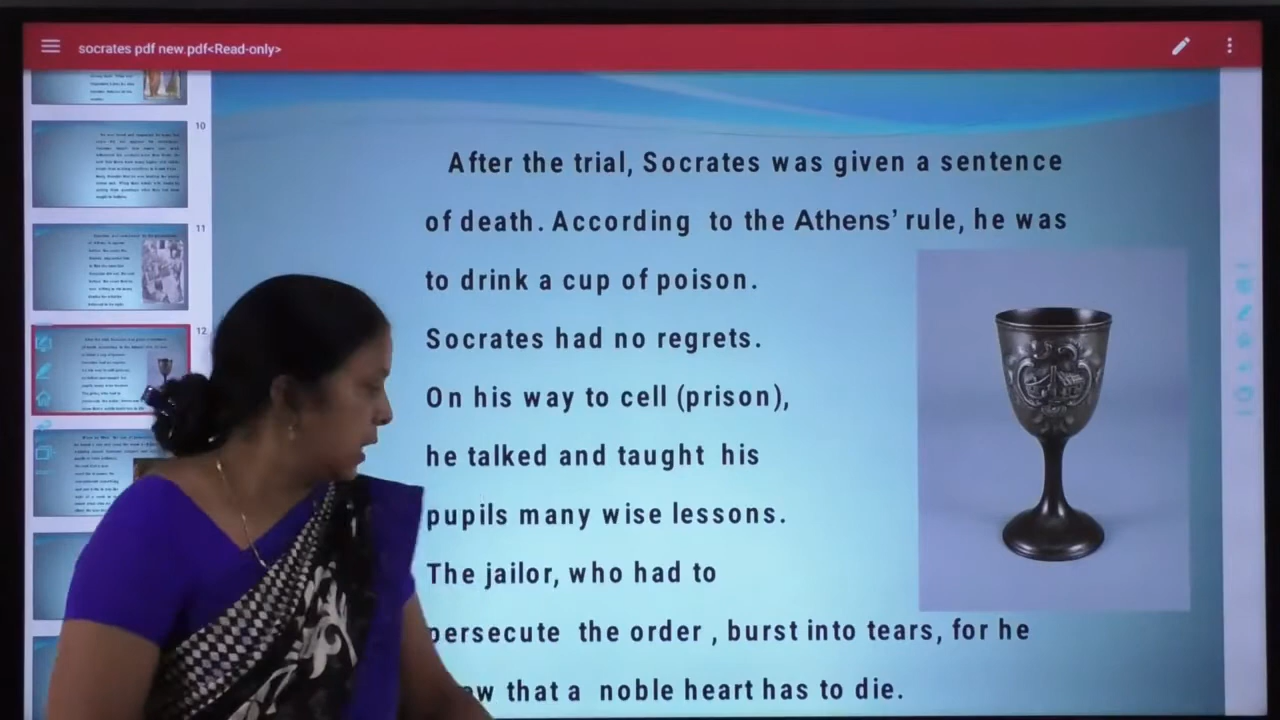 socrates pdf new.pdf<Read-only>
10
11
12
After the trial, Socrates was given a sentence
of death. According to the Athens' rule, he was
to drink a cup of poison.
Socrates had no regrets.
On his way to cell (prison),
he talked and taught his
pupils many wise lessons.
The jailor, who had to
persecute the order , burst into tears, for he
that a noble heart has to die.